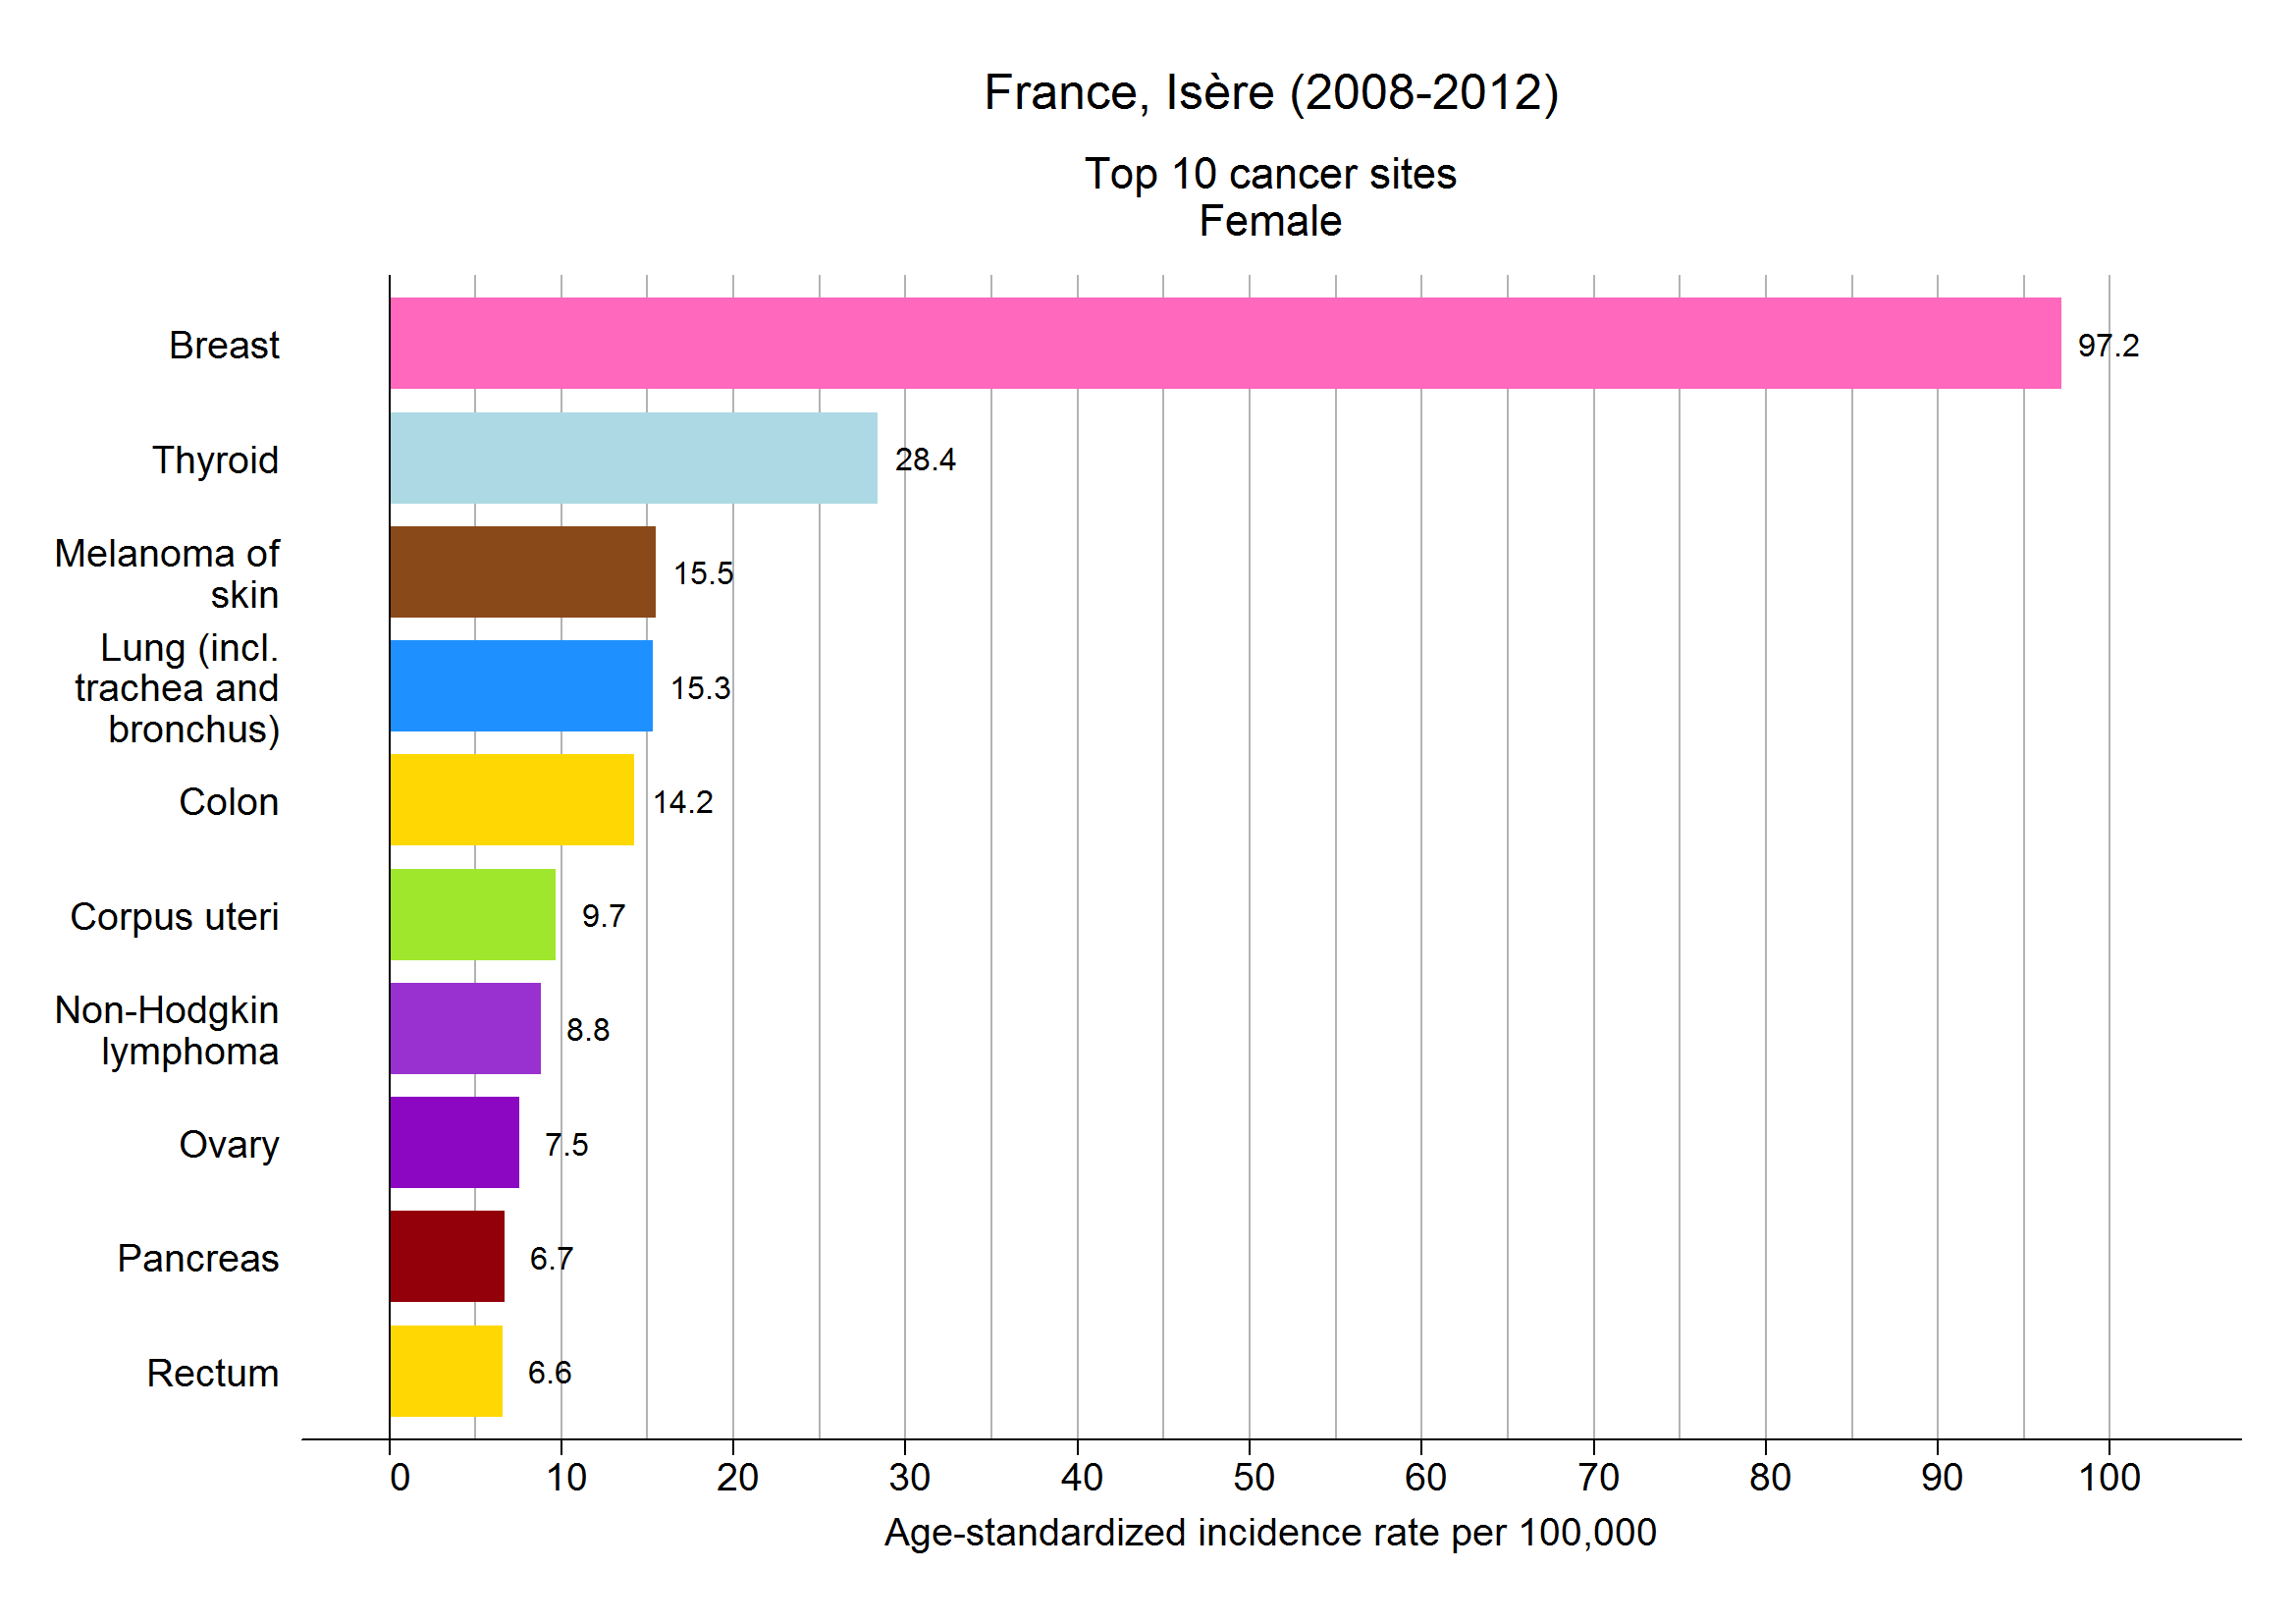 France, Isère (2008-2012)
Top 10 cancer sites
Female
Breast
97.2
Thyroid
28.4
Melanoma of
skin
15.5
Lung (incl.
trachea and
bronchus)
15.3
Colon
14.2
Corpus uteri
9.7
Non-Hodgkin
lymphoma
8.8
Ovary
7.5
Pancreas
6.7
Rectum
6.6
0 10 20 30 40 50 60 70 80 90 100
Age-standardized incidence rate per 100,000